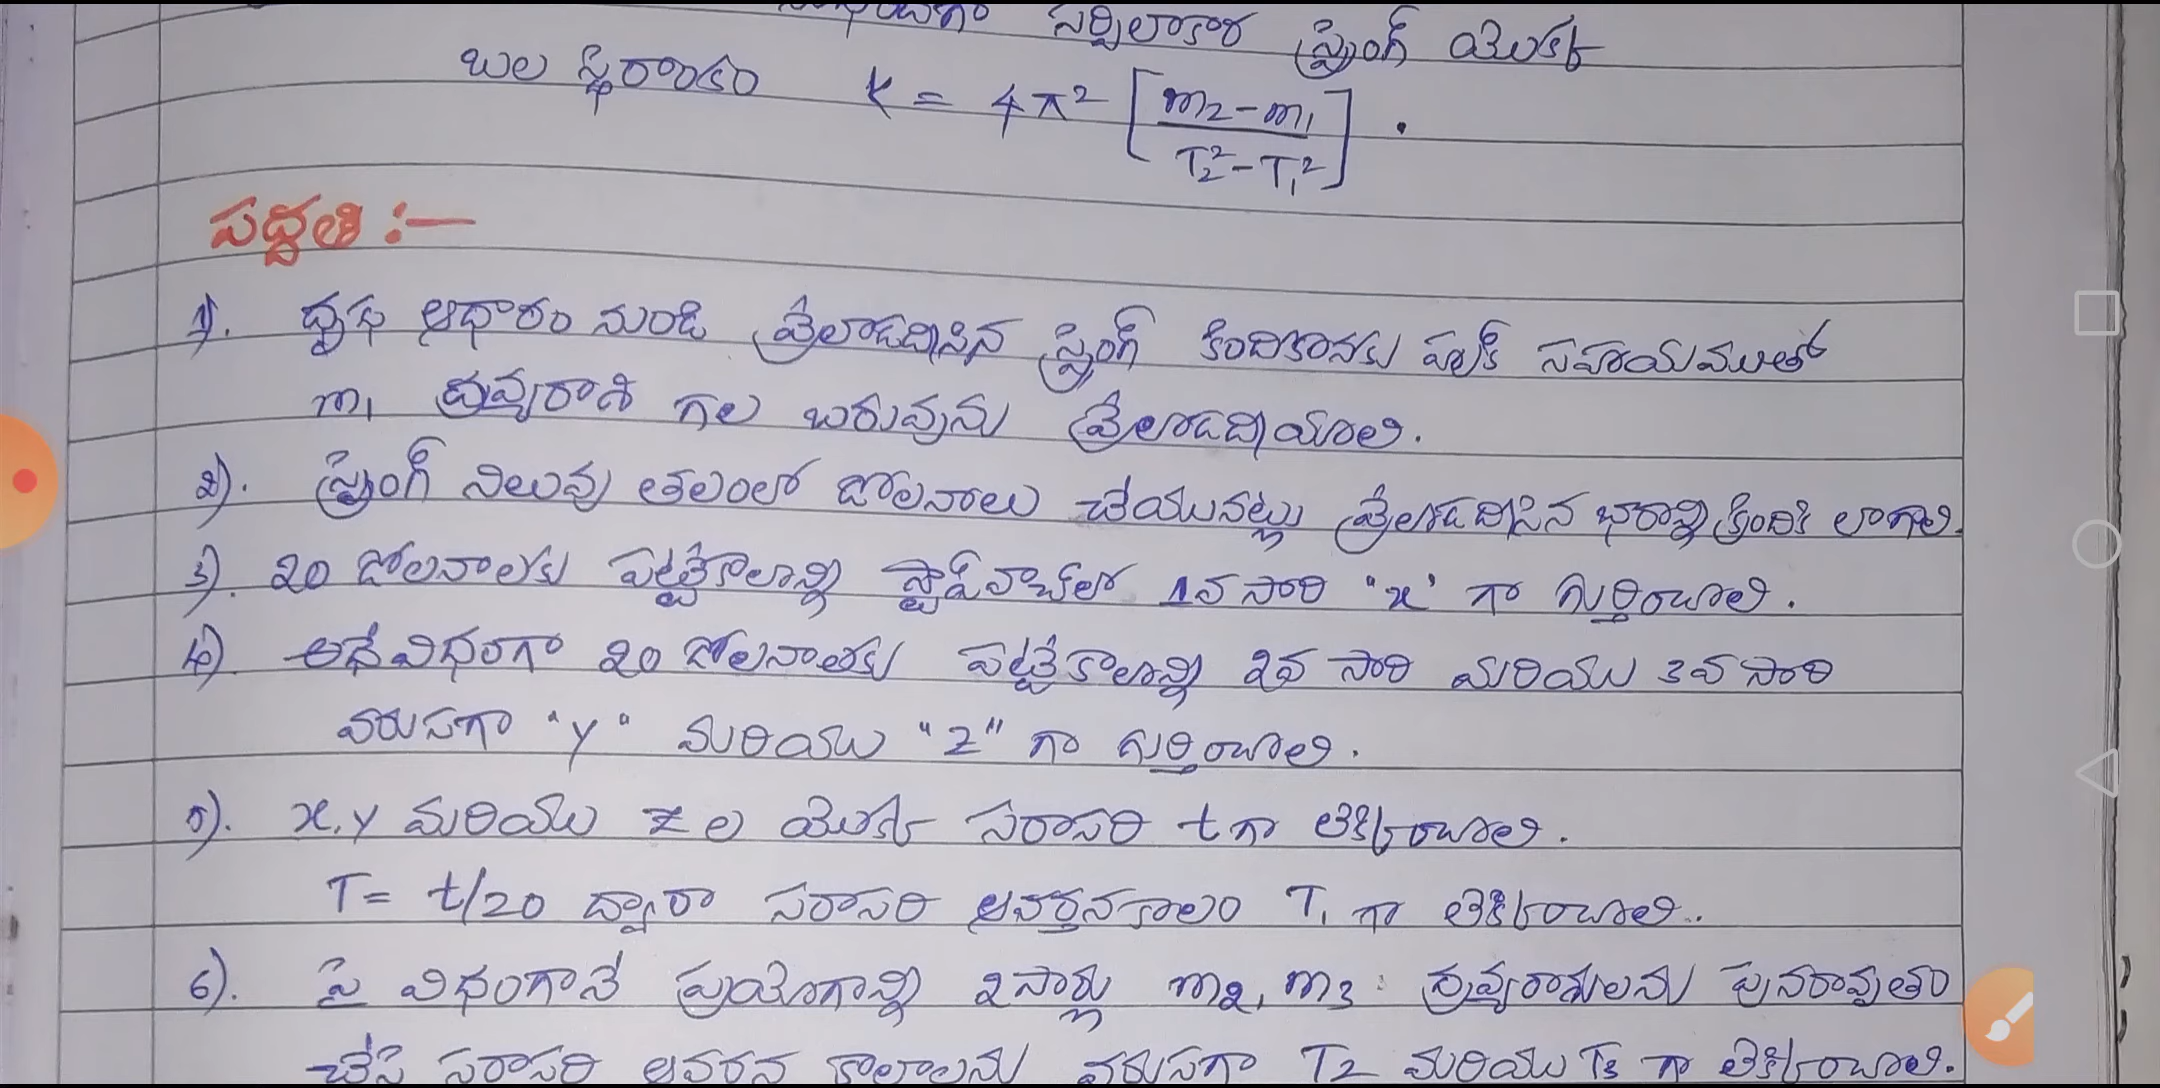 సర్పిలాకార స్ప్రింగ్ యొక్క
బల స్థిరాంకం K = 4π² [m₂-m₁ / T₂²-T₁²] .
పద్ధతి :-
1). ధృఢ ఆధారం నుండి వ్రేలాడదీసిన స్ప్రింగ్ కిందికొనకు హుక్ సహాయములతో
m₁ ద్రవ్యరాశి గల బరువును వ్రేలాడదీయాలి.
2). స్ప్రింగ్ నిలువు తలంలో డోలనాలు చేయునట్లు వ్రేలాడదీసిన భారాన్ని క్రిందికి లాగాలి.
3). 20 డోలనాలకు పట్టేకాలాన్ని స్టాప్ వాచ్‌లో 1వ సారి 'x' గా గుర్తించాలి.
4) అదేవిధంగా 20 డోలనాలకు పట్టేకాలాన్ని 2వ సారి మరియు 3వ సారి
వరుసగా "y" మరియు "z" గా గుర్తించాలి.
5). x, y మరియు z ల యొక్క సరాసరి t గా లెక్కించాలి.
T = t/20 ద్వారా సరాసరి ఆవర్తనకాలం T₁ గా లెక్కించాలి..
6). పై విధంగానే ప్రయోగాన్ని 2సార్లు m₂, m₃ ద్రవ్యరాశులను పునరావృతం
చేసి సరాసరి ఆవర్తన కాలాలను వరుసగా T₂ మరియు T₃ గా లెక్కించాలి.